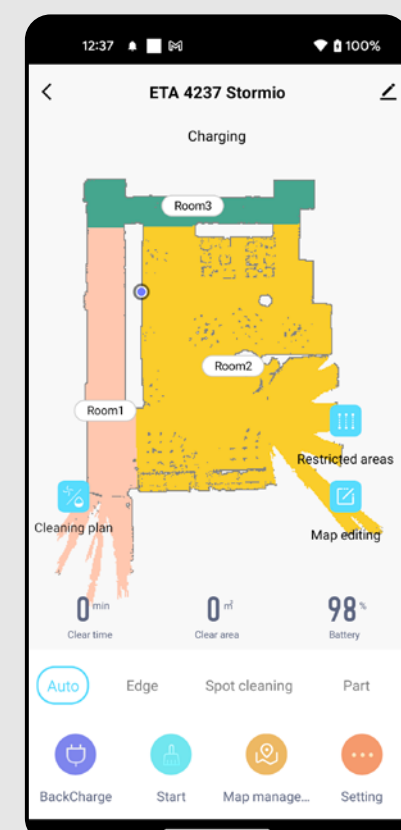 12:37
100%
ETA 4237 Stormio
Charging
Room3
Room2
Room1
Restricted areas
Cleaning plan
Map editing
0 min
0 ㎡
98 %
Clear time
Clear area
Battery
Auto
Edge
Spot cleaning
Part
BackCharge
Start
Map manage...
Setting